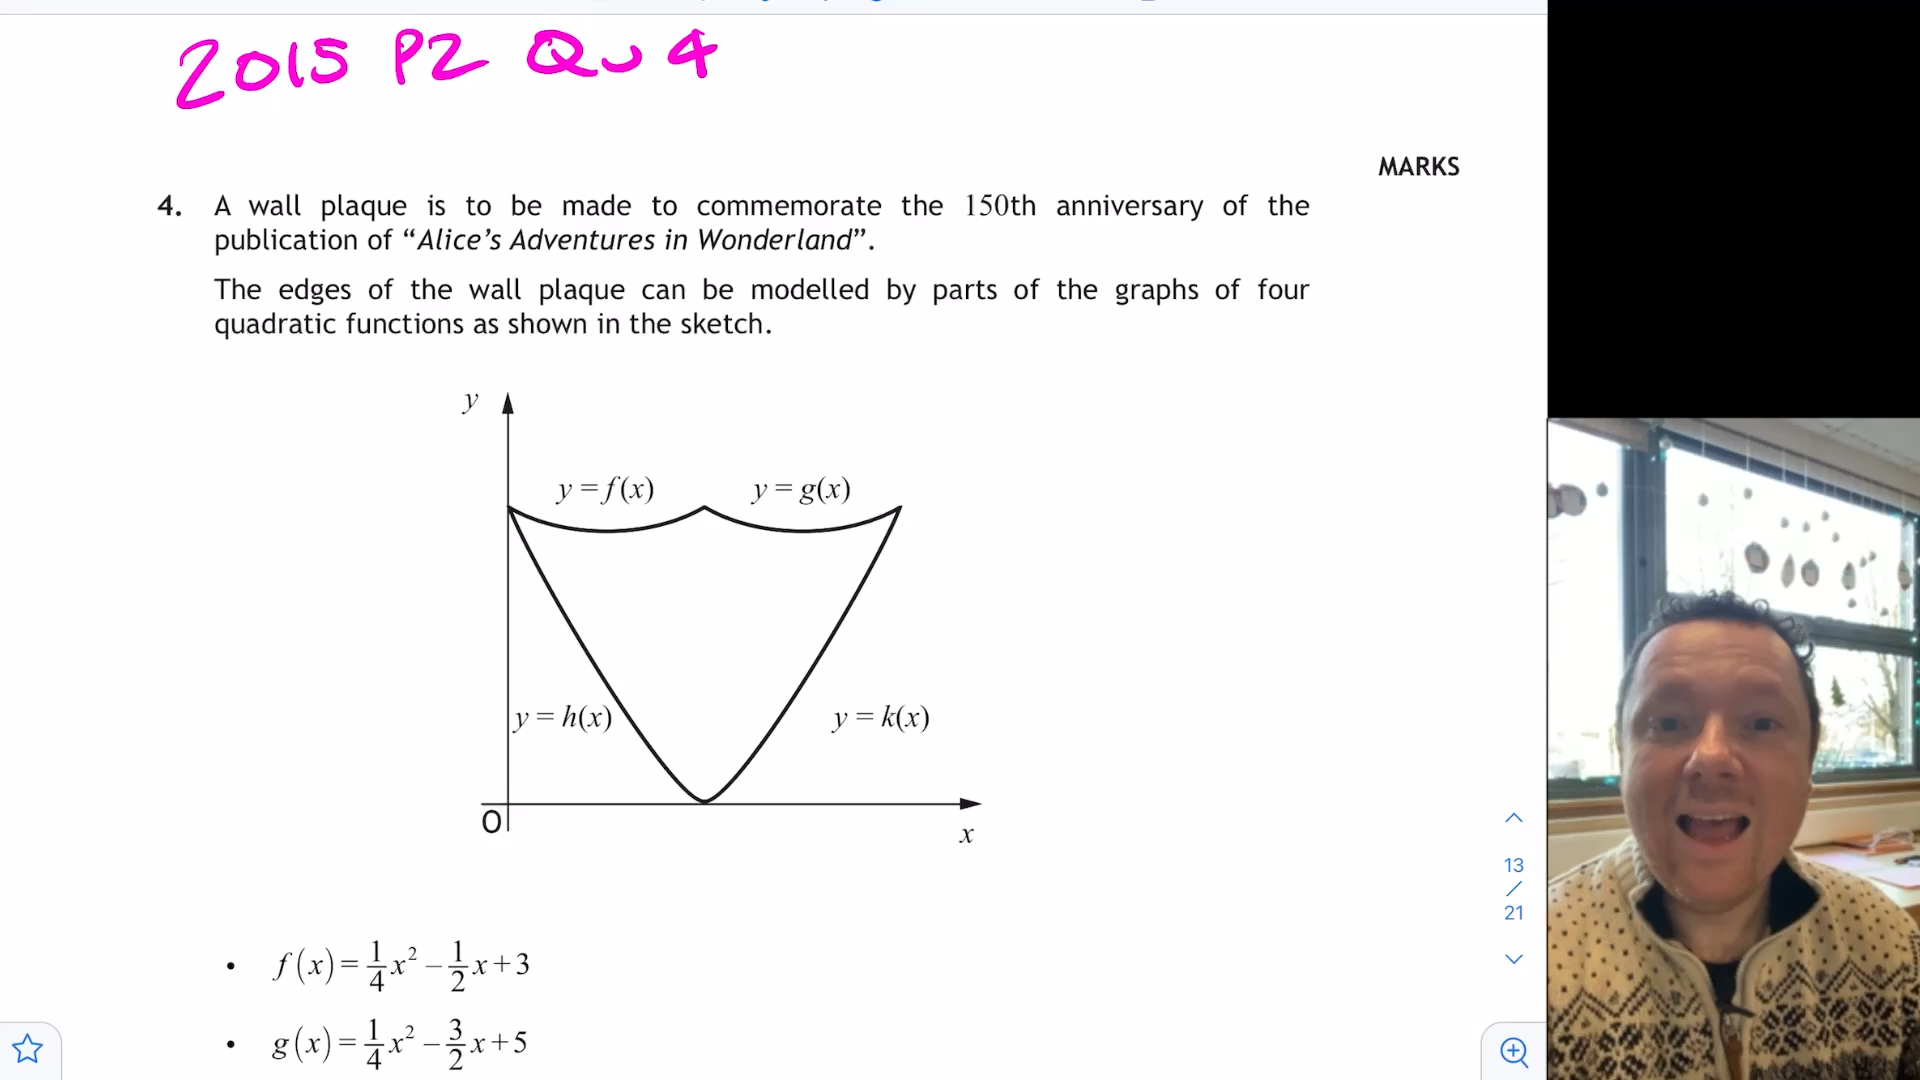 2015 P2 Qu 4
MARKS
4. A wall plaque is to be made to commemorate the 150th anniversary of the
publication of “Alice’s Adventures in Wonderland”.
The edges of the wall plaque can be modelled by parts of the graphs of four
quadratic functions as shown in the sketch.
y
y = f(x)
y = g(x)
y = h(x)
y = k(x)
O
x
• f(x)=1/4x²–1/2x+3
• g(x)=1/4x²–3/2x+5
13
/
21